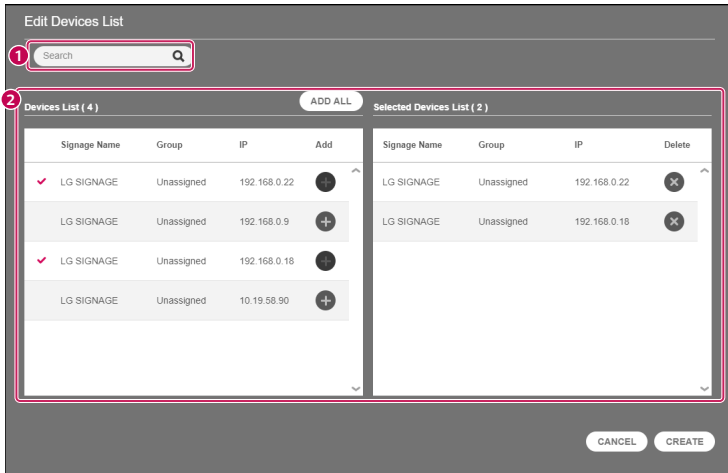 Edit Devices List
1
Search
2
Devices List ( 4 )
ADD ALL
Selected Devices List ( 2 )
Signage Name Group IP Add
LG SIGNAGE Unassigned 192.168.0.22
LG SIGNAGE Unassigned 192.168.0.9
LG SIGNAGE Unassigned 192.168.0.18
LG SIGNAGE Unassigned 10.19.58.90
Signage Name Group IP Delete
LG SIGNAGE Unassigned 192.168.0.22
LG SIGNAGE Unassigned 192.168.0.18
CANCEL CREATE